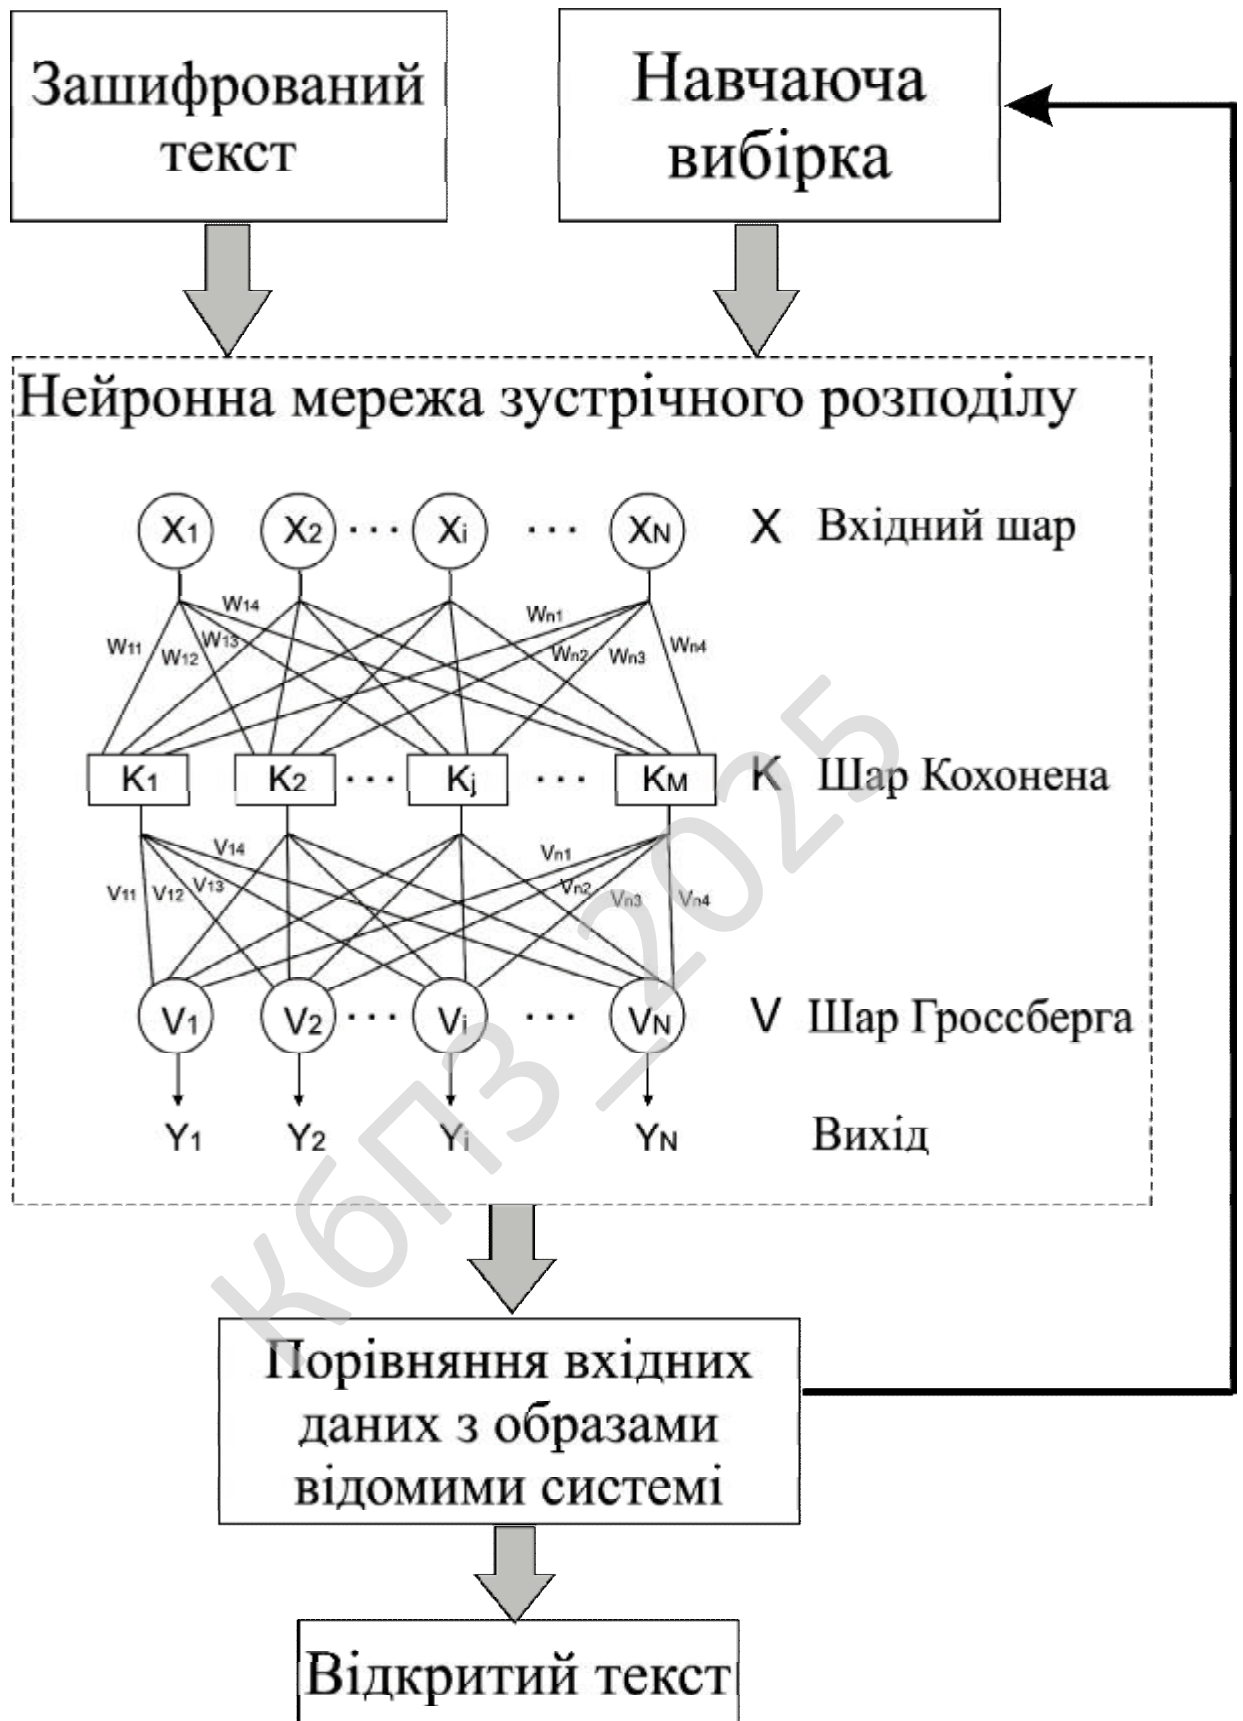 Зашифрований
текст
Навчаюча
вибірка
Нейронна мережа зустрічного розподілу
X1 X2 ··· Xi ··· XN X Вхідний шар
W14 Wn1
W11 W12 W13 Wn2 Wn3 Wn4
K1 K2 ··· Kj ··· KM K Шар Кохонена
V14 Vn1
V11 V12 V13 Vn2 Vn3 Vn4
V1 V2 ··· Vi ··· VN V Шар Гроссберга
Y1 Y2 Yi YN Вихід
Порівняння вхідних
даних з образами
відомими системі
Відкритий текст
КбПЗ_2025